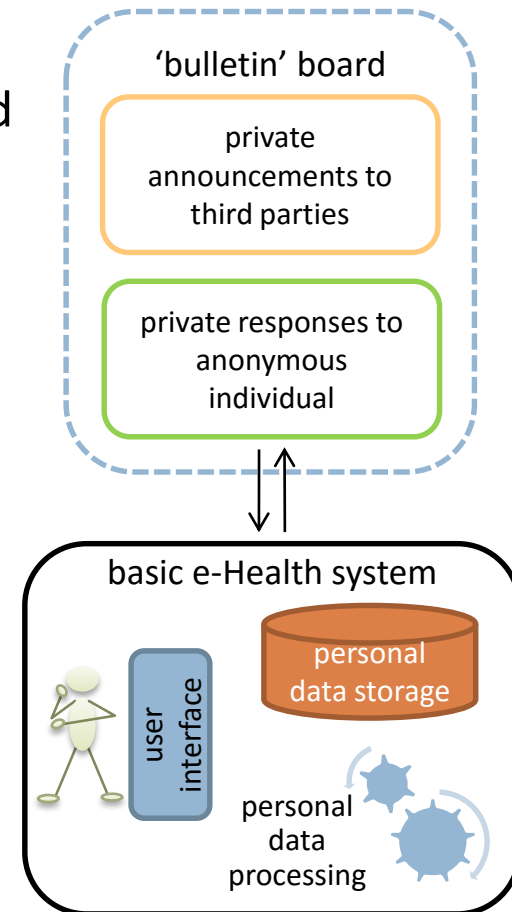 d
‘bulletin’ board
private
announcements to
third parties
private responses to
anonymous
individual
basic e-Health system
personal
data storage
user
interface
personal
data
processing